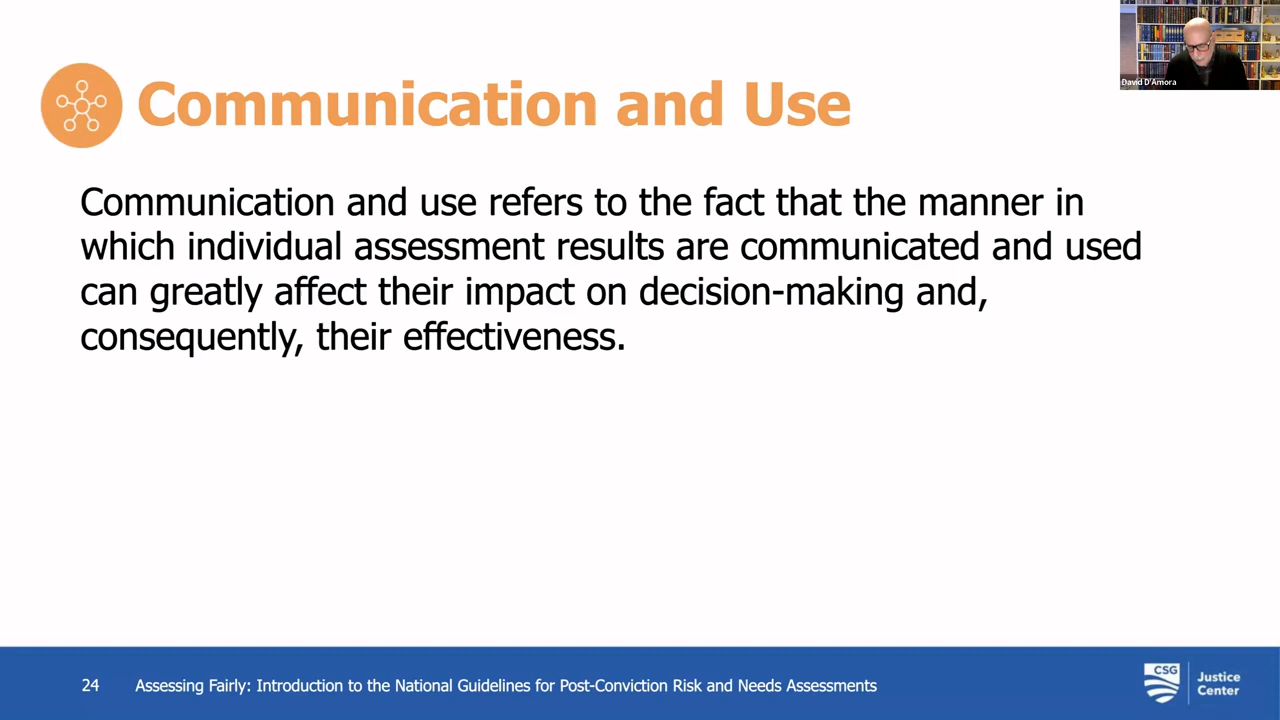 David D'Amora
Communication and Use
Communication and use refers to the fact that the manner in
which individual assessment results are communicated and used
can greatly affect their impact on decision-making and,
consequently, their effectiveness.
24
Assessing Fairly: Introduction to the National Guidelines for Post-Conviction Risk and Needs Assessments
CSG
Justice
Center